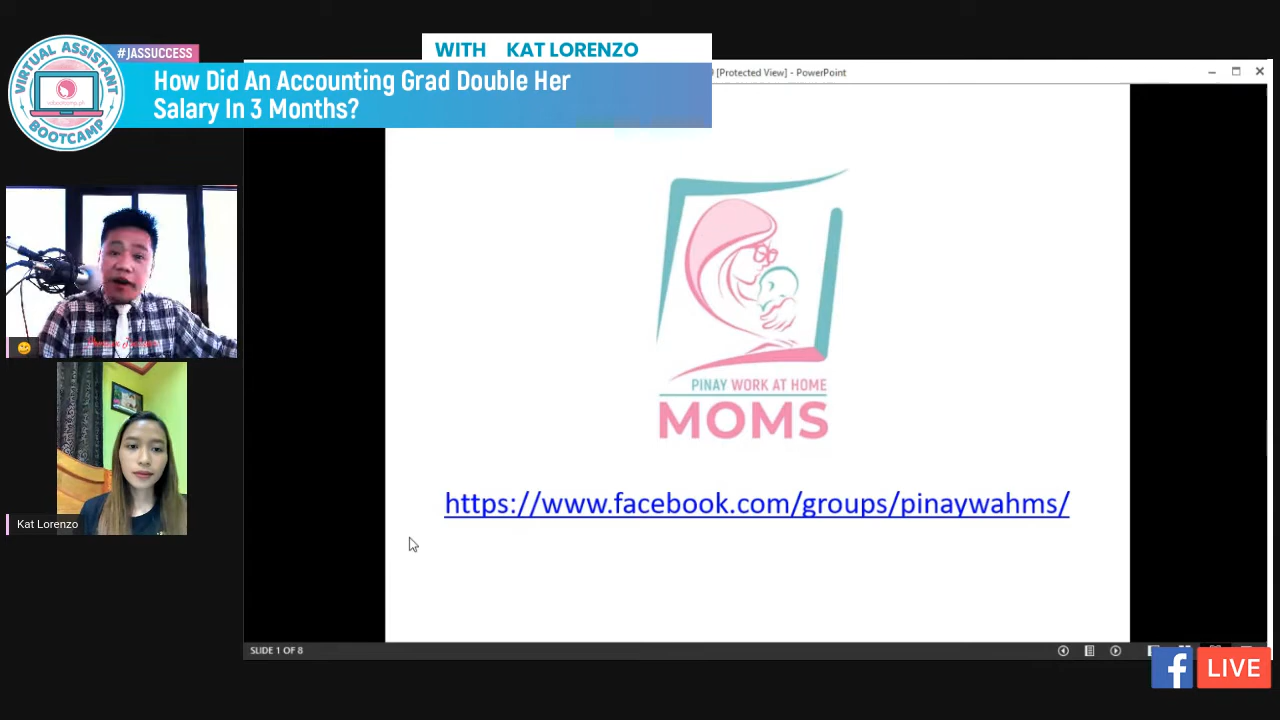 WITH KAT LORENZO
#JASSUCCESS
How Did An Accounting Grad Double Her
Salary In 3 Months?
VIRTUAL ASSISTANT
BOOTCAMP
[Protected View] - PowerPoint
PINAY WORK AT HOME
MOMS
https://www.facebook.com/groups/pinaywahms/
Kat Lorenzo
SLIDE 1 OF 8
f LIVE